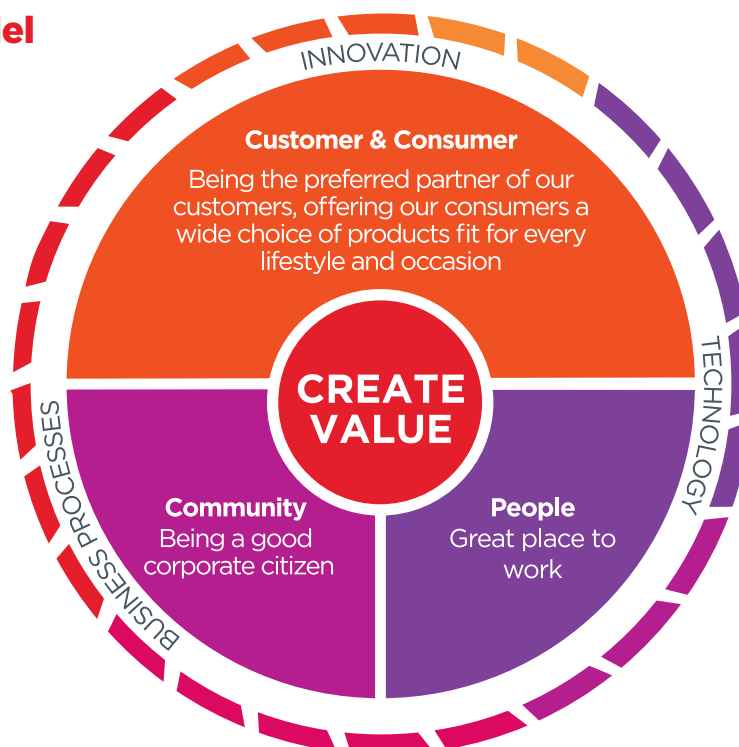 INNOVATION
Customer & Consumer
Being the preferred partner of our
customers, offering our consumers a
wide choice of products fit for every
lifestyle and occasion
CREATE
VALUE
TECHNOLOGY
BUSINESS PROCESSES
Community
Being a good
corporate citizen
People
Great place to
work